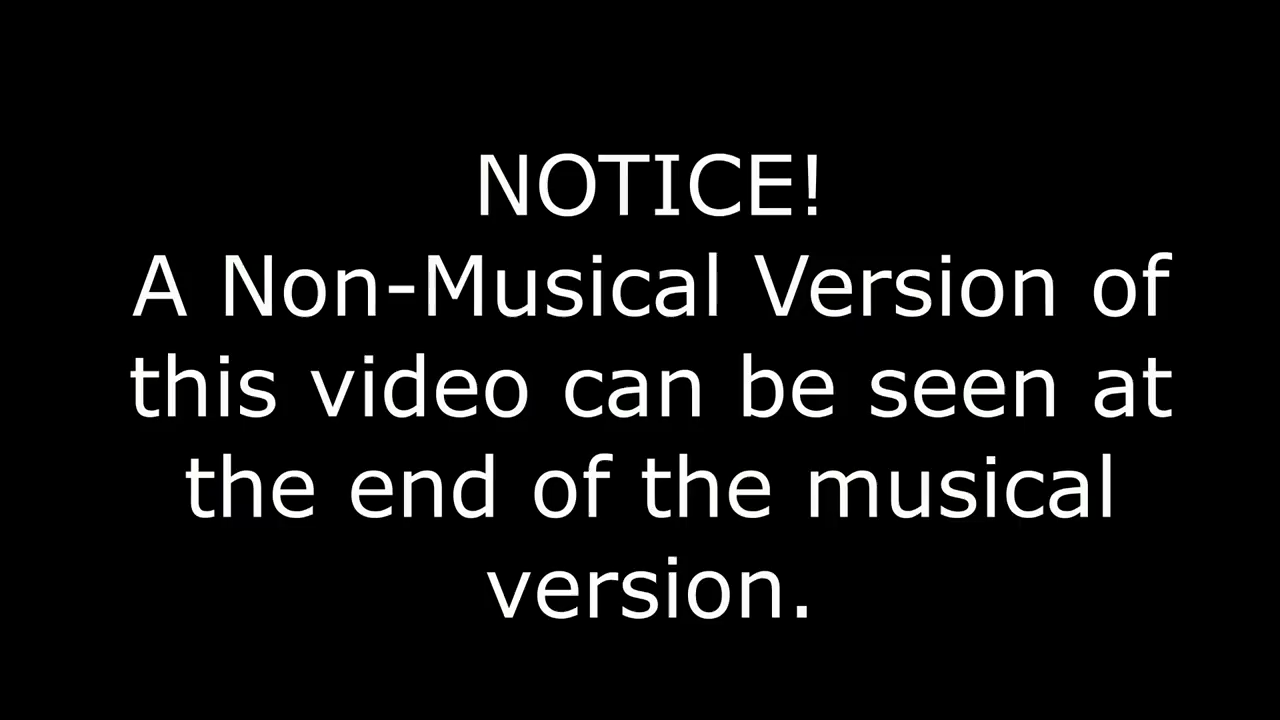 NOTICE!
A Non-Musical Version of
this video can be seen at
the end of the musical
version.